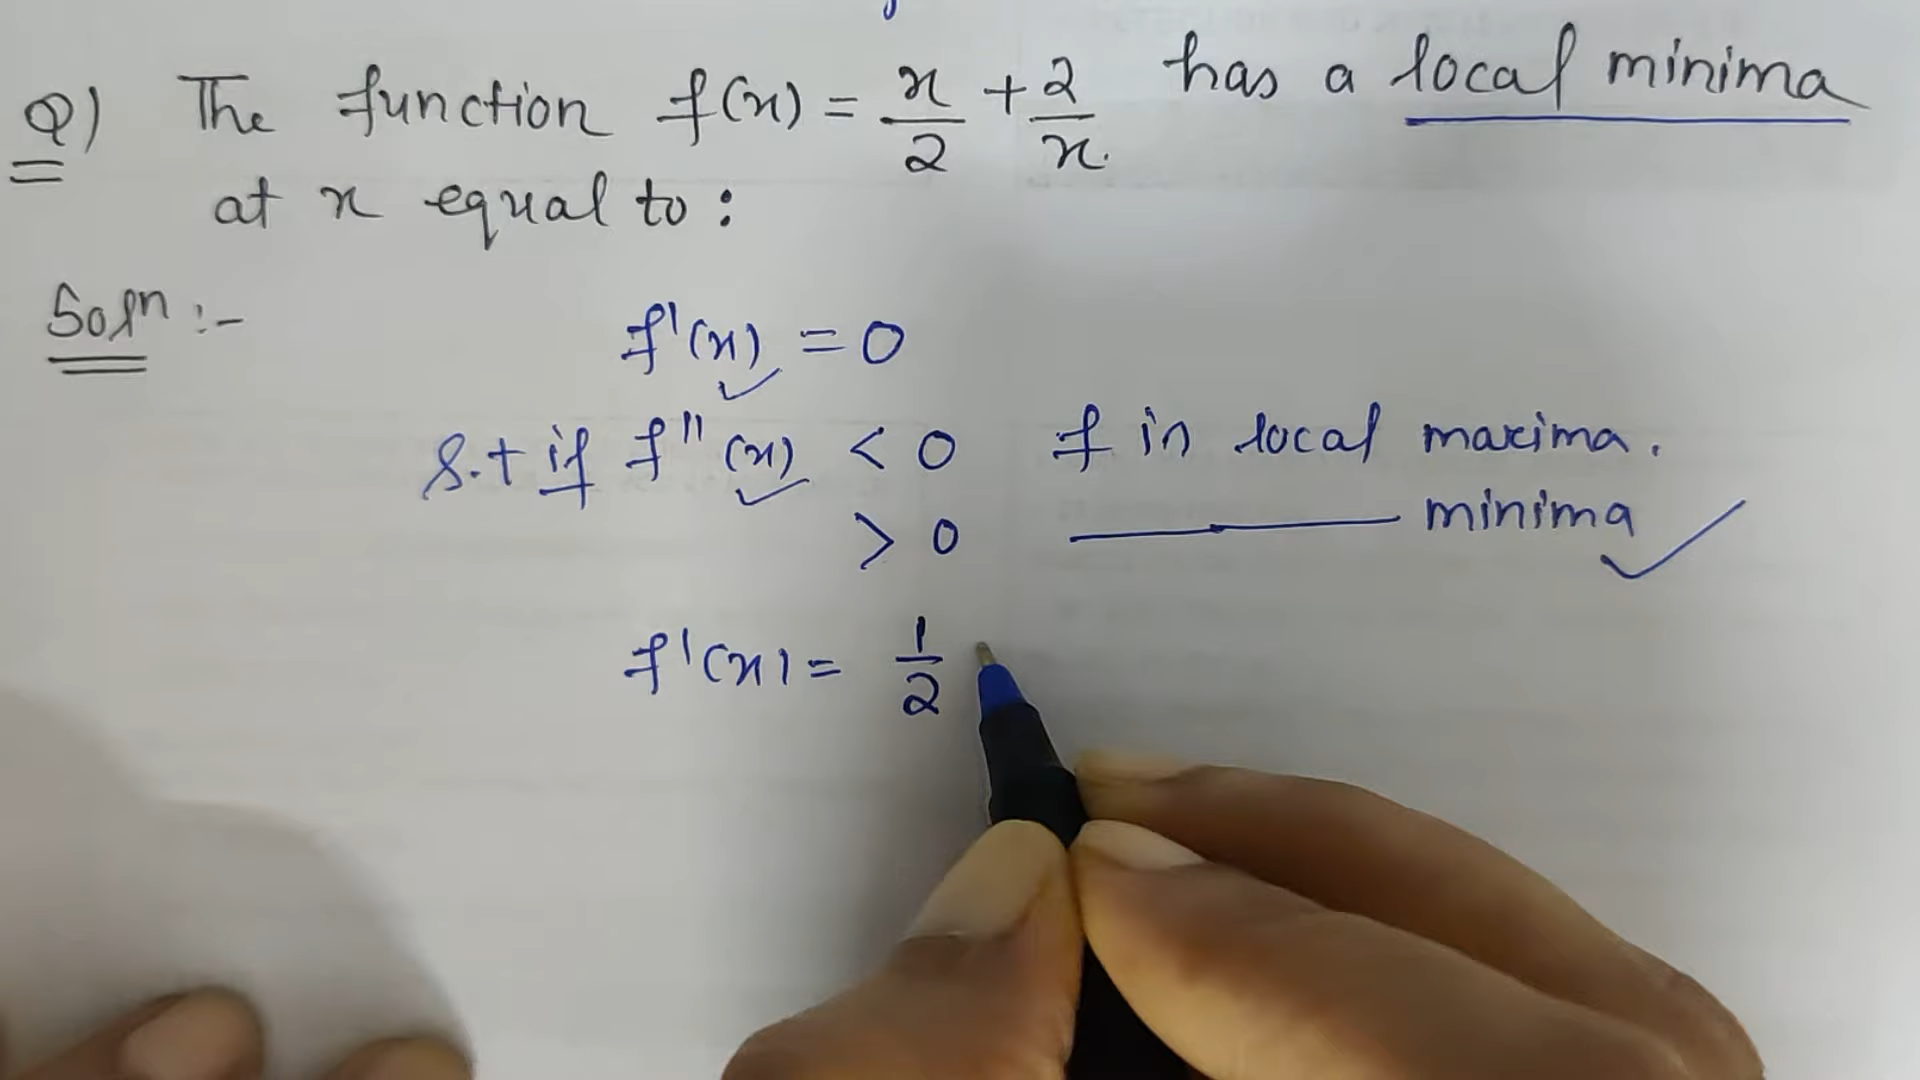 Q) The function f(x) = x/2 + 2/x. has a local minima
at x equal to :
Solⁿ :-
f'(x) = 0
s.t if f''(x) < 0 f in local maxima.
> 0 ——— minima ✓
f'(x) = 1/2